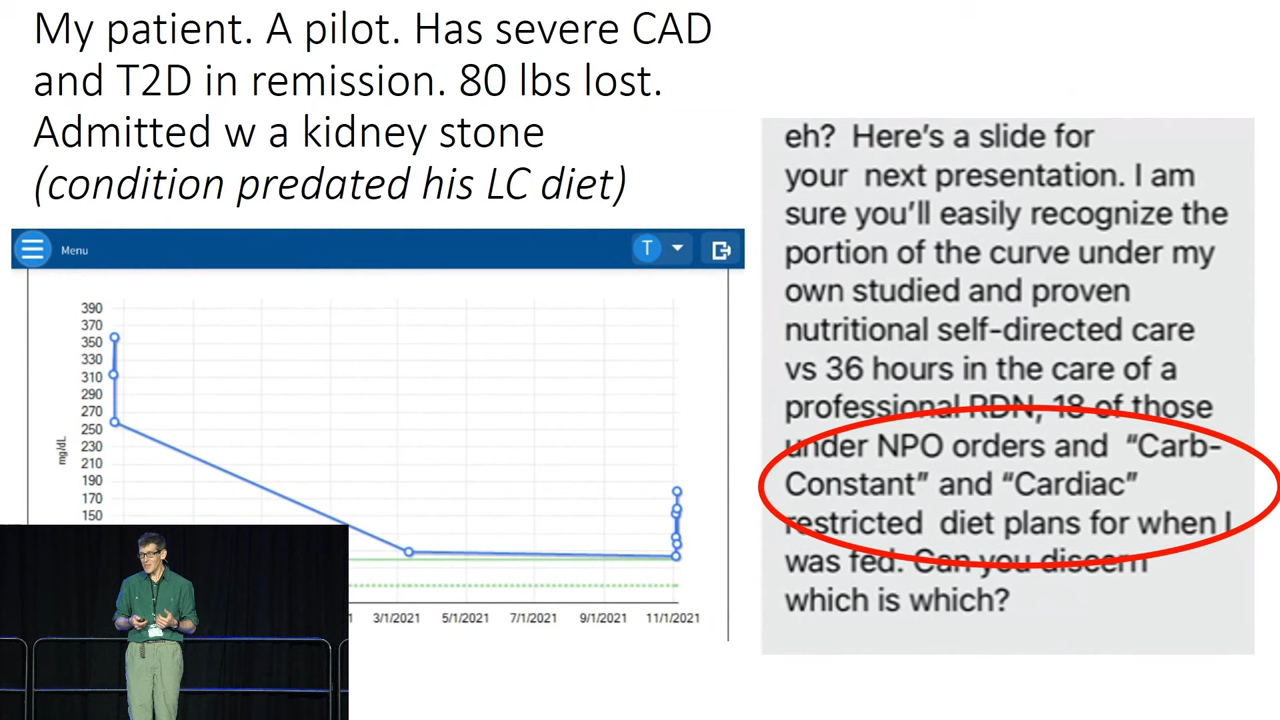 My patient. A pilot. Has severe CAD
and T2D in remission. 80 lbs lost.
Admitted w a kidney stone
(condition predated his LC diet)
Menu
T
390
370
350
330
310
290
270
250
230
210
190
170
150
mg/dL
3/1/2021
5/1/2021
7/1/2021
9/1/2021
11/1/2021
eh? Here’s a slide for
your next presentation. I am
sure you’ll easily recognize the
portion of the curve under my
own studied and proven
nutritional self-directed care
vs 36 hours in the care of a
professional RDN, 18 of those
under NPO orders and “Carb-
Constant” and “Cardiac”
restricted diet plans for when I
was fed. Can you discern
which is which?